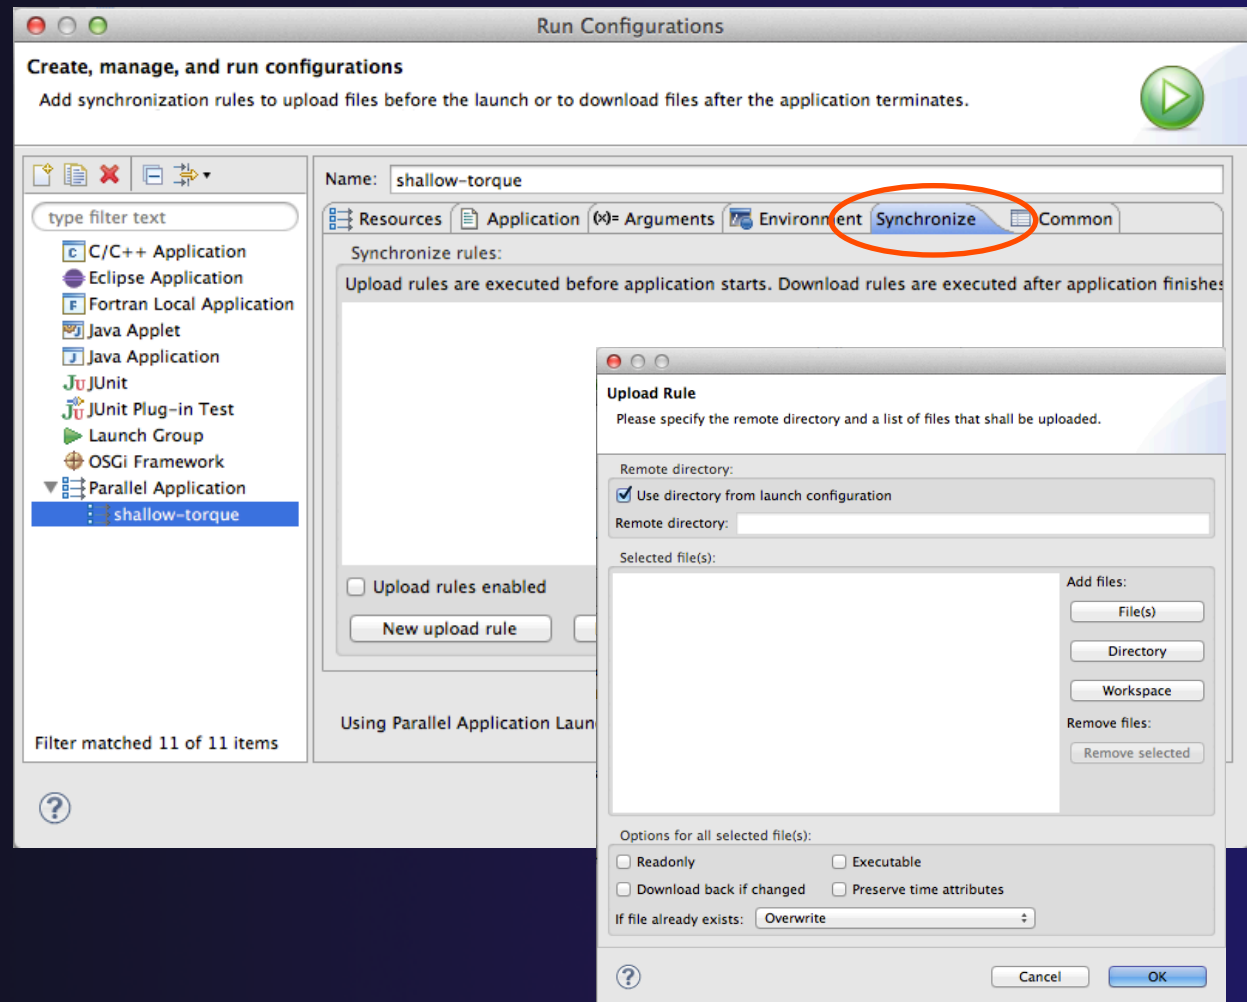 Run Configurations
Create, manage, and run configurations
Add synchronization rules to upload files before the launch or to download files after the application terminates.
type filter text
C/C++ Application
Eclipse Application
Fortran Local Application
Java Applet
Java Application
JUnit
JUnit Plug-in Test
Launch Group
OSGi Framework
Parallel Application
shallow-torque
Filter matched 11 of 11 items
Name: shallow-torque
Resources Application (x)= Arguments Environment Synchronize Common
Synchronize rules:
Upload rules are executed before application starts. Download rules are executed after application finishes
Upload rules enabled
New upload rule
Using Parallel Application Laun
Upload Rule
Please specify the remote directory and a list of files that shall be uploaded.
Remote directory:
Use directory from launch configuration
Remote directory:
Selected file(s):
Add files:
File(s)
Directory
Workspace
Remove files:
Remove selected
Options for all selected file(s):
Readonly Executable
Download back if changed Preserve time attributes
If file already exists: Overwrite
Cancel OK